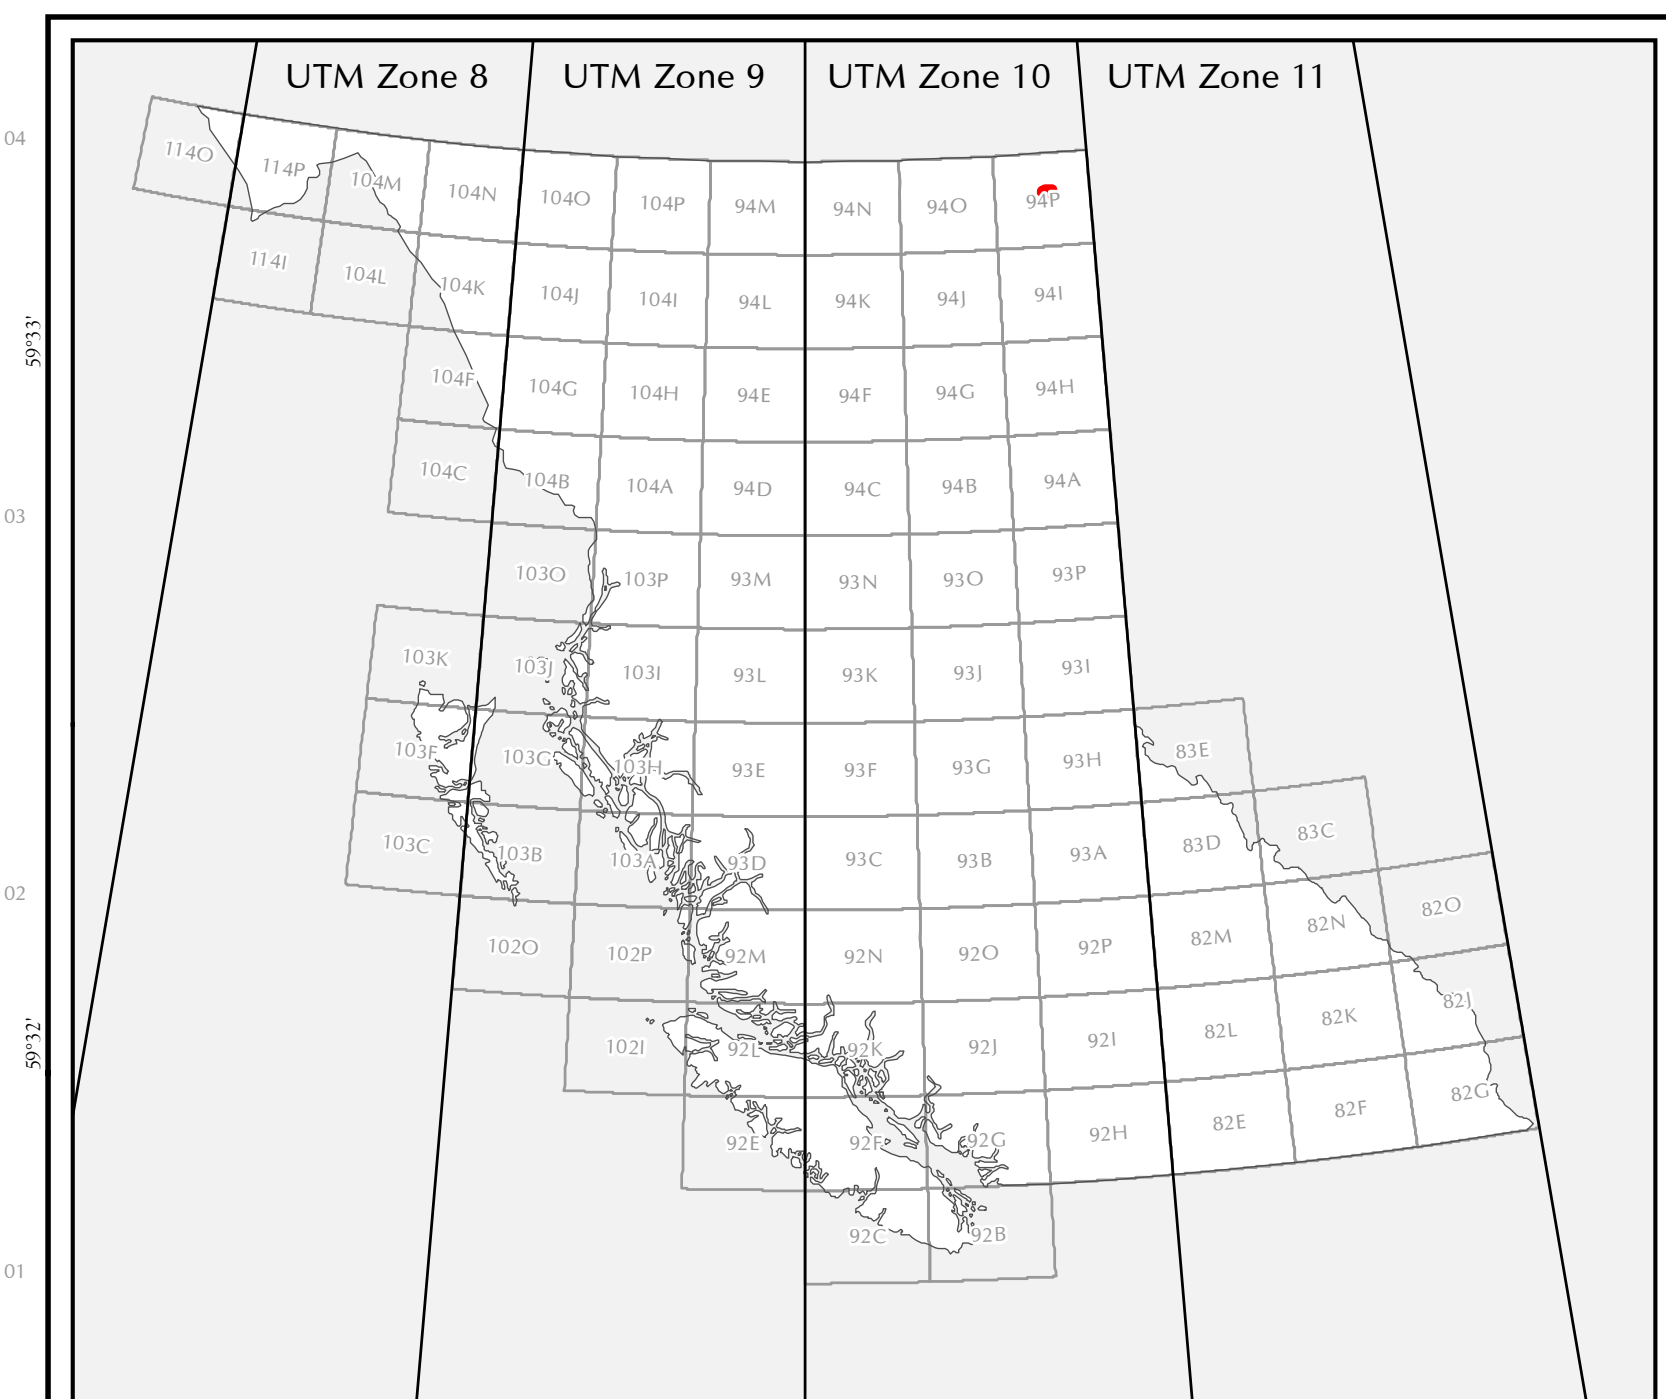 UTM Zone 8 UTM Zone 9 UTM Zone 10 UTM Zone 11
04
114O 114P 104M 104N 104O 104P 94M 94N 94O 94P
114I 104L 104K 104J 104I 94L 94K 94J 94I
59°33'
104F 104G 104H 94E 94F 94G 94H
104C 104B 104A 94D 94C 94B 94A
03
103O 103P 93M 93N 93O 93P
103K 103J 103I 93L 93K 93J 93I
103F 103G 103H 93E 93F 93G 93H 83E
103C 103B 103A 93D 93C 93B 93A 83D 83C
02
102O 102P 92M 92N 92O 92P 82M 82N 82O
59°32'
102I 92L 92K 92J 92I 82L 82K 82J
92E 92F 92G 92H 82E 82F 82G
92C 92B
01